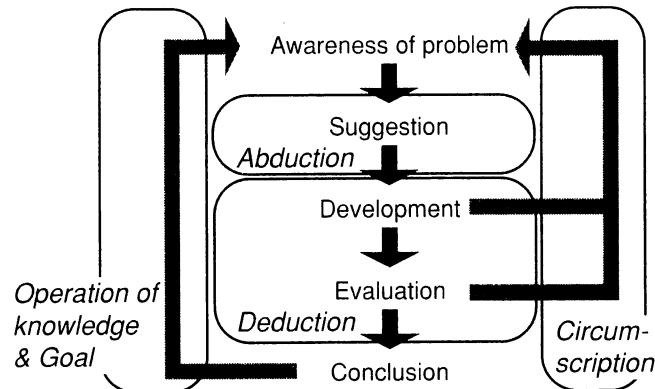 Awareness of problem
Suggestion
Abduction
Development
Evaluation
Deduction
Conclusion
Operation of
knowledge
& Goal
Circum-
scription